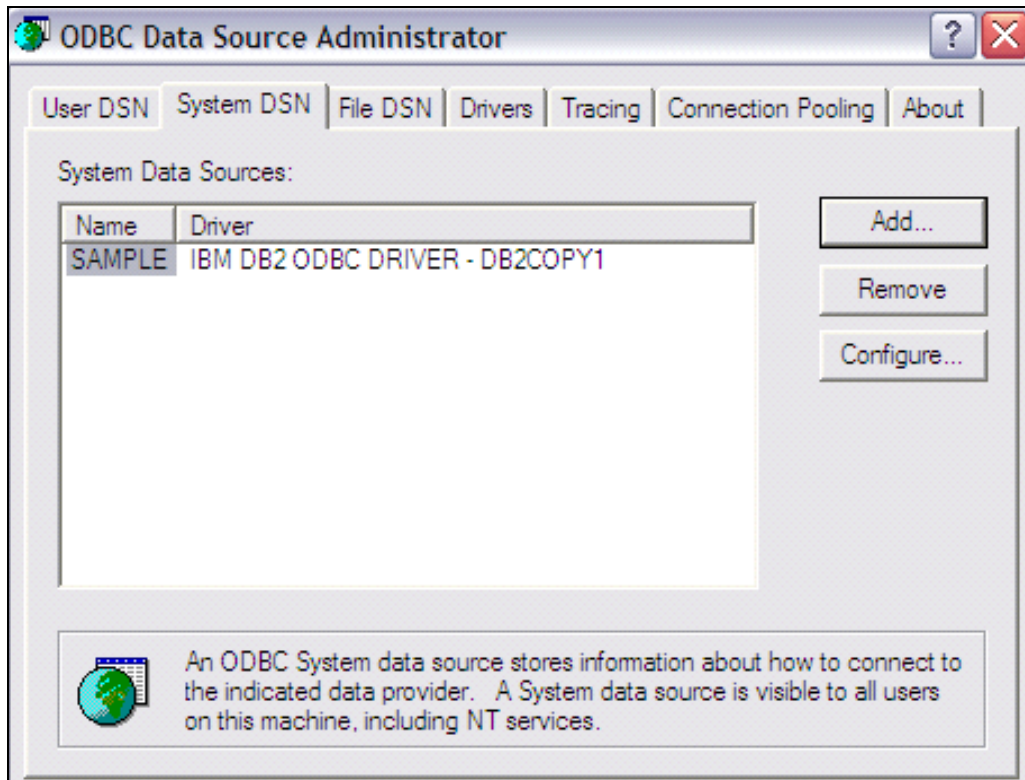 ODBC Data Source Administrator
?
User DSN System DSN File DSN Drivers Tracing Connection Pooling About
System Data Sources:
Name Driver
SAMPLE IBM DB2 ODBC DRIVER - DB2COPY1
Add...
Remove
Configure...
An ODBC System data source stores information about how to connect to
the indicated data provider. A System data source is visible to all users
on this machine, including NT services.